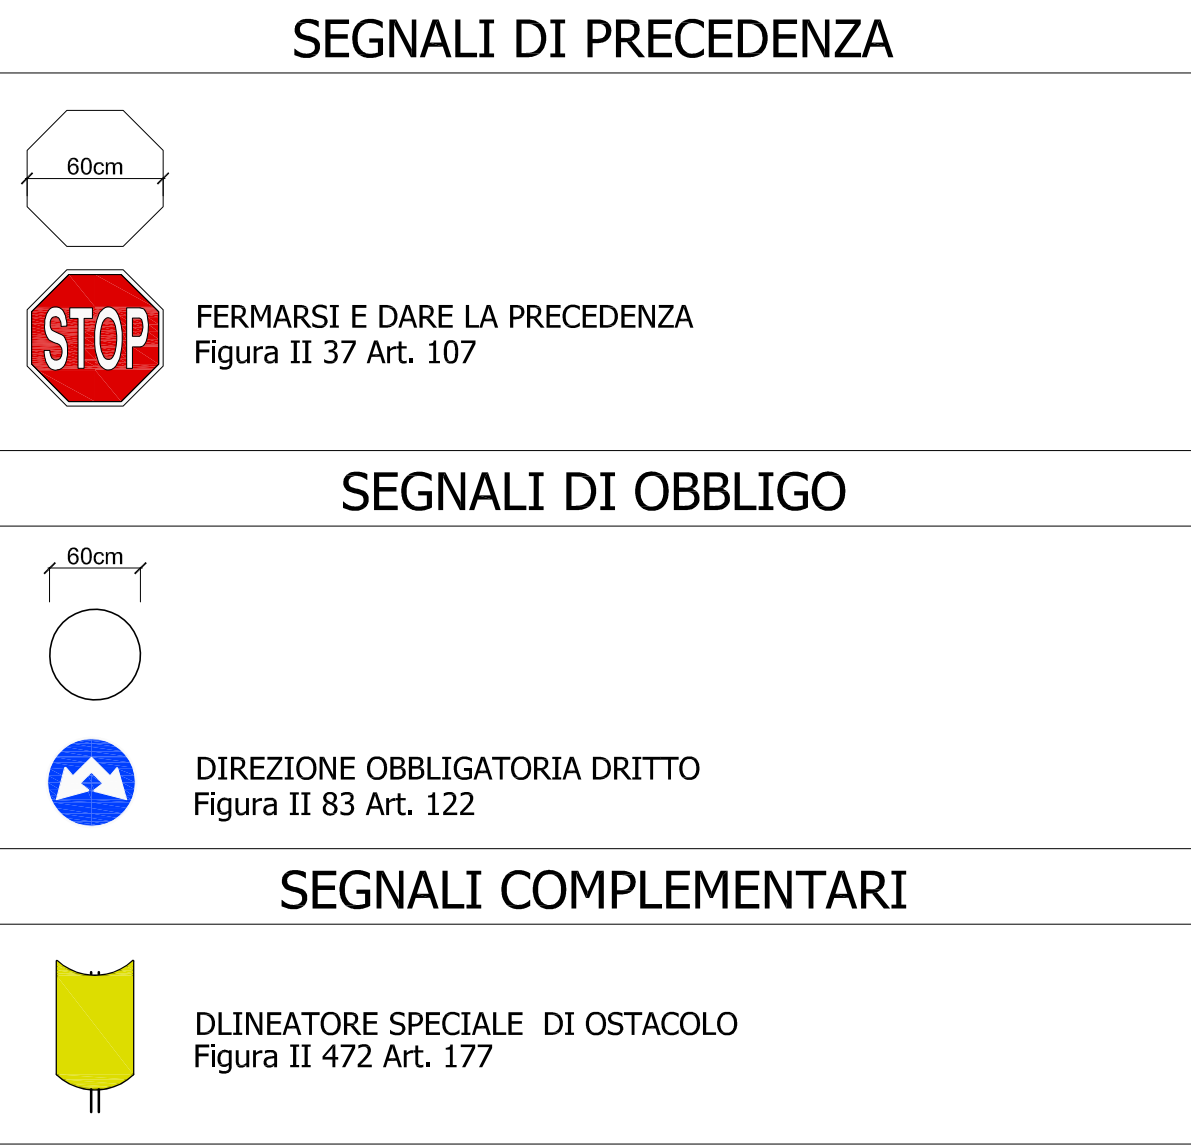 SEGNALI DI PRECEDENZA
60cm
STOP
FERMARSI E DARE LA PRECEDENZA
Figura II 37 Art. 107
SEGNALI DI OBBLIGO
60cm
DIREZIONE OBBLIGATORIA DRITTO
Figura II 83 Art. 122
SEGNALI COMPLEMENTARI
DLINEATORE SPECIALE  DI OSTACOLO
Figura II 472 Art. 177